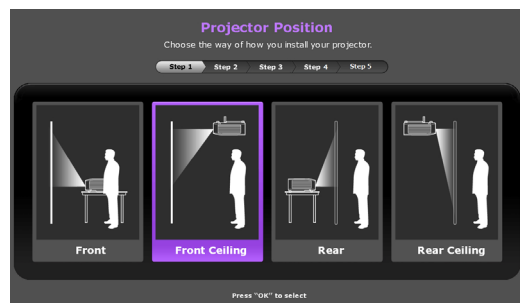 Projector Position
Choose the way of how you install your projector.
Step 1 Step 2 Step 3 Step 4 Step 5
Front Front Ceiling Rear Rear Ceiling
Press "OK" to select